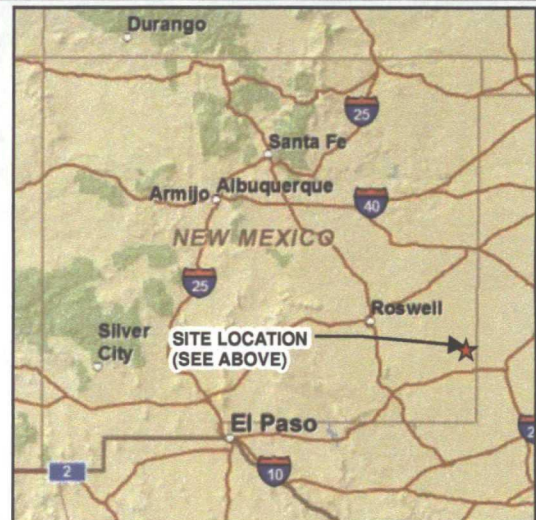 Durango
25
Santa Fe
Armijo Albuquerque
40
NEW MEXICO
25
Roswell
Silver
City
SITE LOCATION
(SEE ABOVE)
El Paso
2
10
2